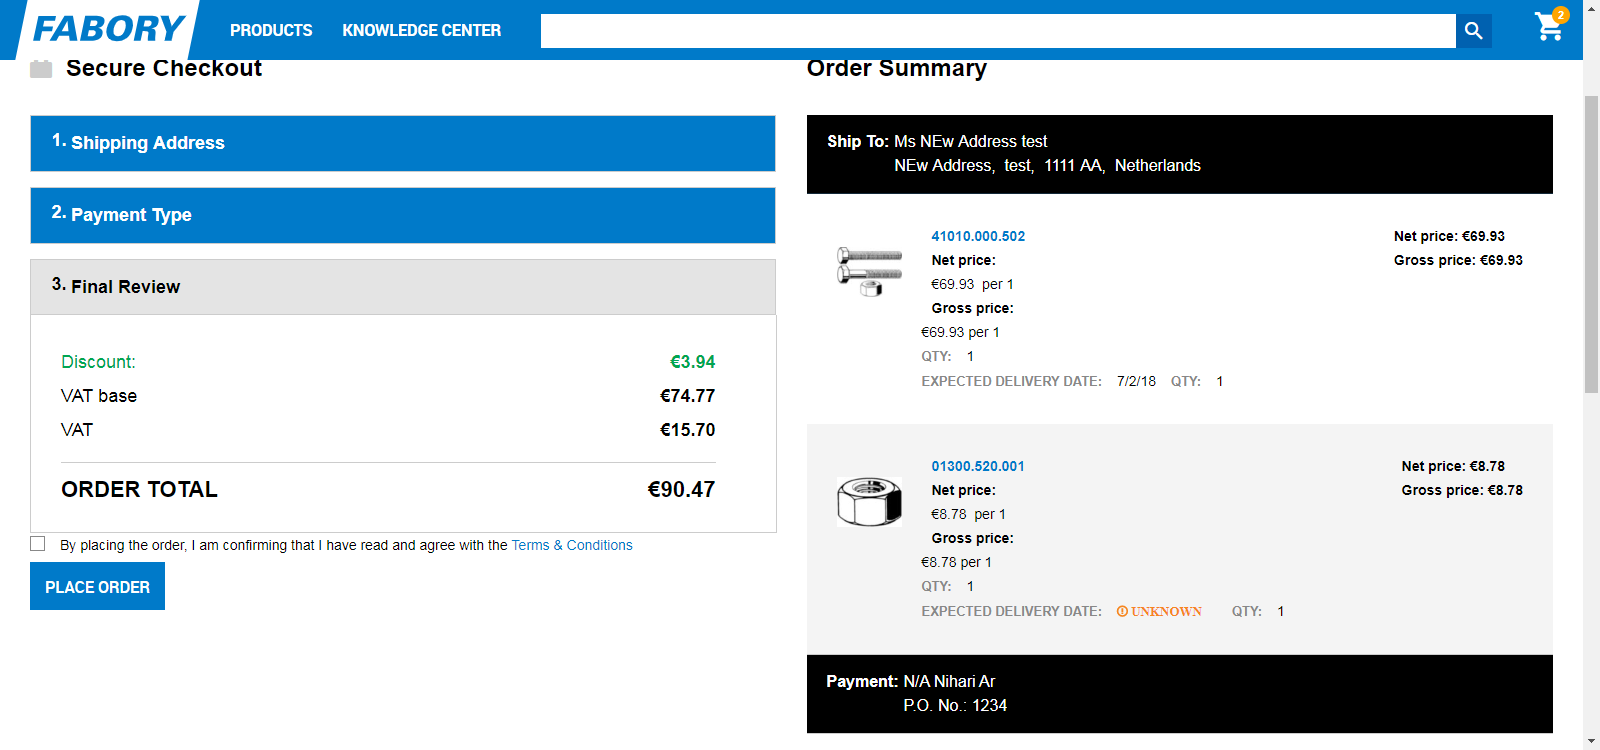 FABORY
PRODUCTS
KNOWLEDGE CENTER
2
Secure Checkout
1. Shipping Address
2. Payment Type
3. Final Review
Discount: €3.94
VAT base €74.77
VAT €15.70
ORDER TOTAL €90.47
By placing the order, I am confirming that I have read and agree with the Terms & Conditions
PLACE ORDER
Order Summary
Ship To: Ms NEw Address test
NEw Address, test, 1111 AA, Netherlands
41010.000.502
Net price:
€69.93 per 1
Gross price:
€69.93 per 1
QTY: 1
EXPECTED DELIVERY DATE: 7/2/18 QTY: 1
Net price: €69.93
Gross price: €69.93
01300.520.001
Net price:
€8.78 per 1
Gross price:
€8.78 per 1
QTY: 1
EXPECTED DELIVERY DATE: UNKNOWN QTY: 1
Net price: €8.78
Gross price: €8.78
Payment: N/A Nihari Ar
P.O. No.: 1234